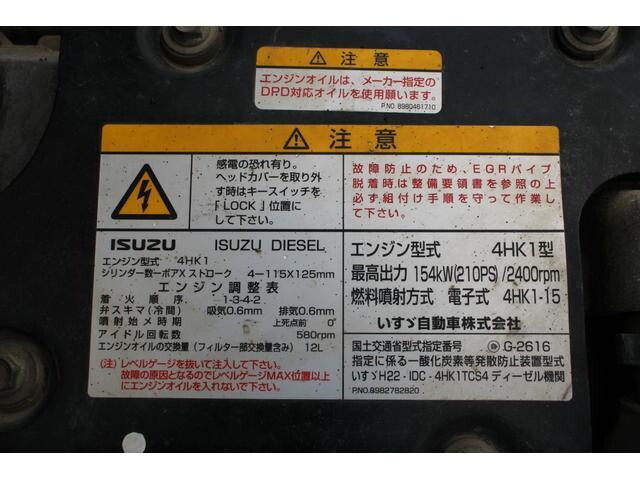 注意
エンジンオイルは、メーカー指定の
DPD対応オイルを使用願います。
P.NO. 8980461710
注意
感電の恐れ有り。
ヘッドカバーを取り外
す時はキースイッチを
「LOCK」位置に
して下さい。
故障防止のため、EGRパイプ
脱着時は整備要領書を参照の上
必ず組付け手順を守って作業し
て下さい。
ISUZU ISUZU DIESEL
エンジン型式 4HK1
シリンダー数ーボアXストローク 4ー115X125mm
エンジン調整表
着火順序 1-3-4-2
弁スキマ(冷間) 吸気0.6mm 排気0.6mm
噴射始メ時期 上死点前 0°
アイドル回転数 580rpm
エンジンオイルの交換量(フィルター部交換量含み) 12L
(注)レベルゲージを抜いて注入して下さい。
故障の原因となるのでレベルゲージMAX位置以上
にエンジンオイルを入れないで下さい。
エンジン型式 4HK1型
最高出力 154kW(210PS)/2400rpm
燃料噴射方式 電子式 4HK1-15
いすゞ自動車株式会社
国土交通省型式指定番号 G-2616
指定に係る一酸化炭素等発散防止装置型式
いすゞH22-IDC-4HK1TCS4 ディーゼル機関
P.NO.8982782820